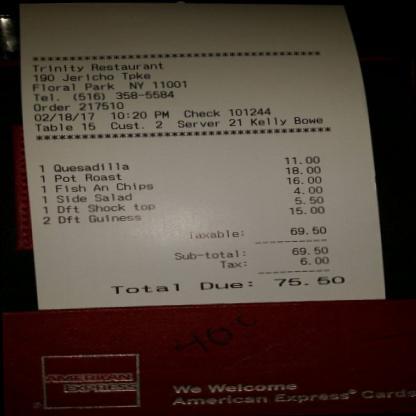 ****************************************
Trinity Restaurant
190 Jericho Tpke
Floral Park NY 11001
Tel. (516) 358-5584
Order 217510
02/18/17 10:20 PM Check 101244
Table 15 Cust. 2 Server 21 Kelly Bowe
****************************************
1 Quesadilla 11.00
1 Pot Roast 18.00
1 Fish An Chips 16.00
1 Side Salad 4.00
1 Dft Shock top 5.50
2 Dft Guiness 15.00
Taxable: 69.50
Sub-total: 69.50
Tax: 6.00
Total Due: 75.50
AMERICAN EXPRESS
We Welcome
American Express® Cards